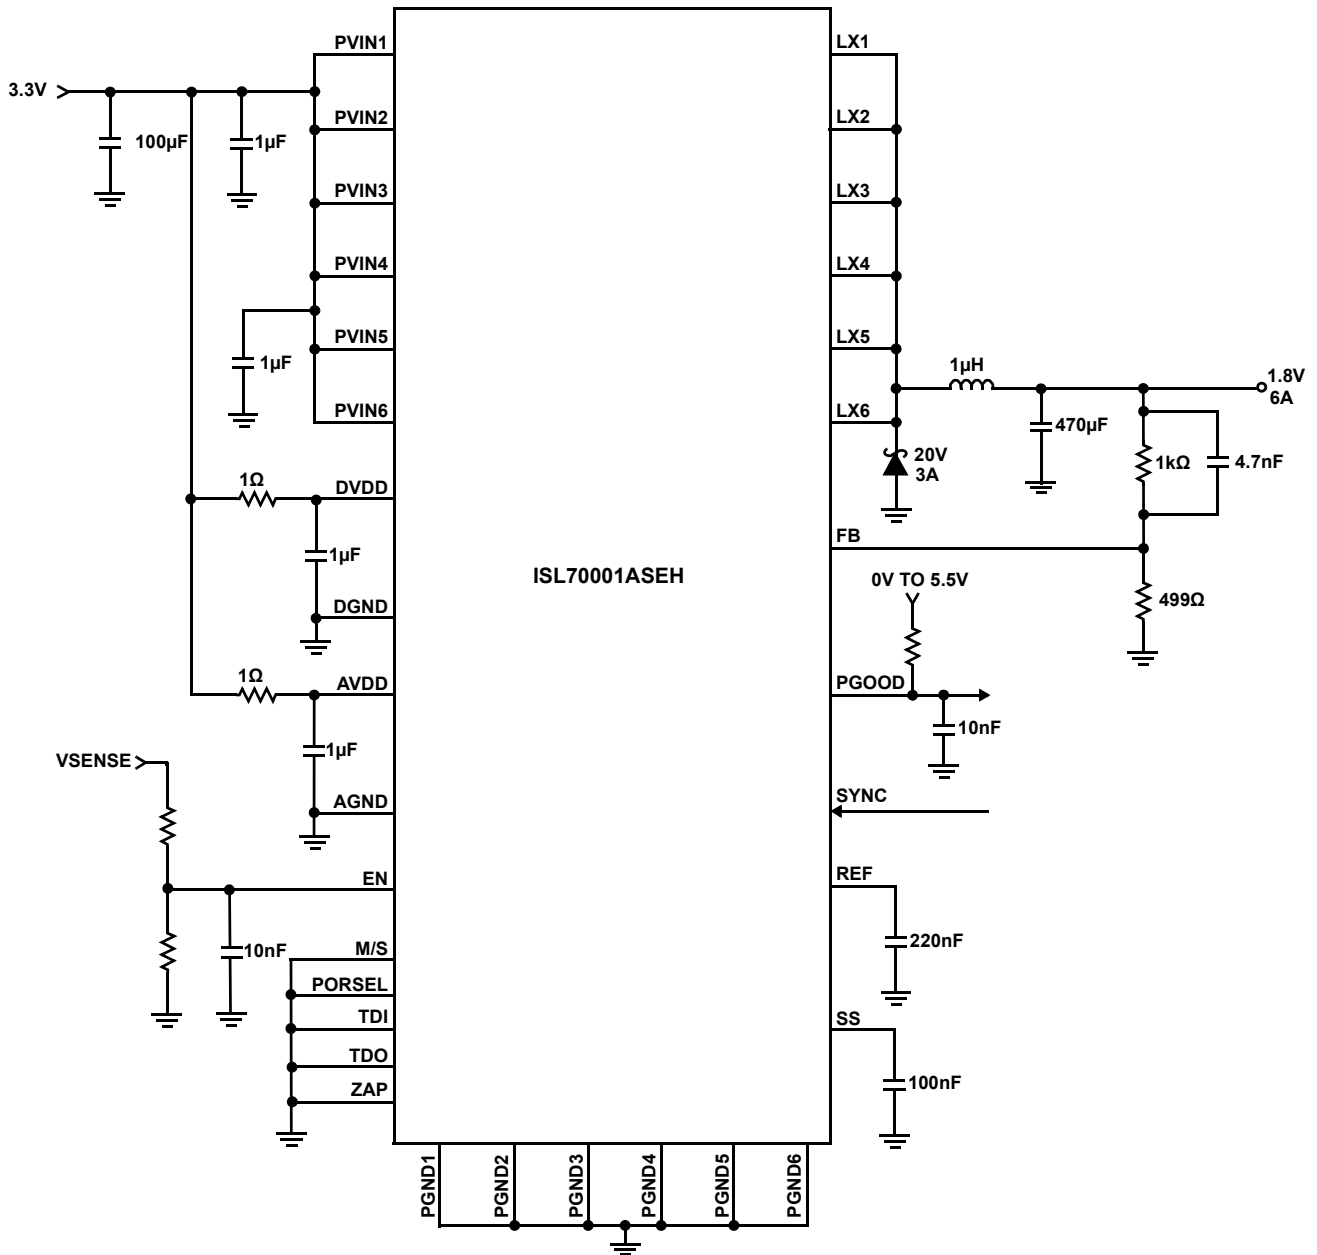 PVIN1
LX1
3.3V
100µF
1µF
PVIN2
LX2
PVIN3
LX3
PVIN4
LX4
PVIN5
LX5
1µF
PVIN6
LX6
1µH
1.8V
6A
470µF
20V
3A
1kΩ
4.7nF
1Ω
DVDD
1µF
FB
ISL70001ASEH
0V TO 5.5V
499Ω
DGND
1Ω
AVDD
PGOOD
10nF
1µF
VSENSE
AGND
SYNC
EN
REF
10nF
220nF
M/S
PORSEL
TDI
SS
TDO
ZAP
100nF
PGND1
PGND2
PGND3
PGND4
PGND5
PGND6